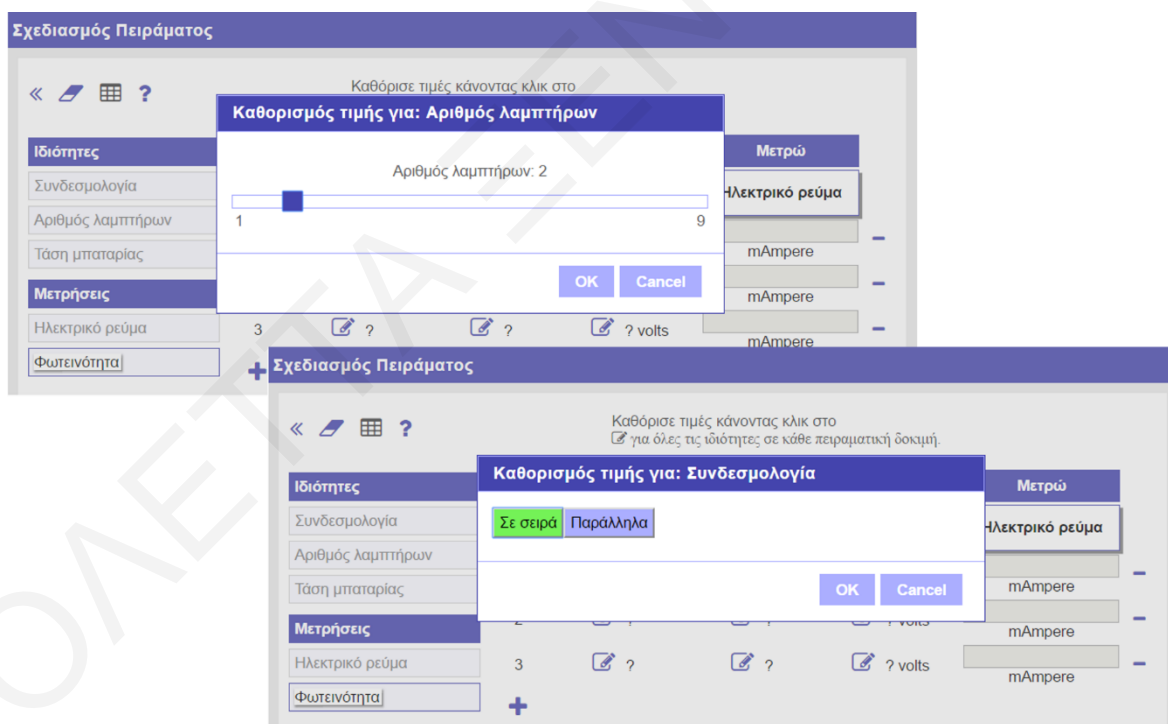 Σχεδιασμός Πειράματος
Καθόρισε τιμές κάνοντας κλικ στο
?
Καθορισμός τιμής για: Αριθμός λαμπτήρων
Ιδιότητες
Μετρώ
Αριθμός λαμπτήρων: 2
Συνδεσμολογία
Ηλεκτρικό ρεύμα
Αριθμός λαμπτήρων
1 9
Τάση μπαταρίας
mAmpere
OK Cancel
Μετρήσεις
mAmpere
Ηλεκτρικό ρεύμα 3 ? ? ? volts
mAmpere
Φωτεινότητα
Σχεδιασμός Πειράματος
Καθόρισε τιμές κάνοντας κλικ στο
? για όλες τις ιδιότητες σε κάθε πειραματική δοκιμή.
Καθορισμός τιμής για: Συνδεσμολογία
Ιδιότητες
Μετρώ
Συνδεσμολογία Σε σειρά Παράλληλα
Ηλεκτρικό ρεύμα
Αριθμός λαμπτήρων
Τάση μπαταρίας
OK Cancel
mAmpere
Μετρήσεις 2 ? ? ? volts
mAmpere
Ηλεκτρικό ρεύμα 3 ? ? ? volts
mAmpere
Φωτεινότητα